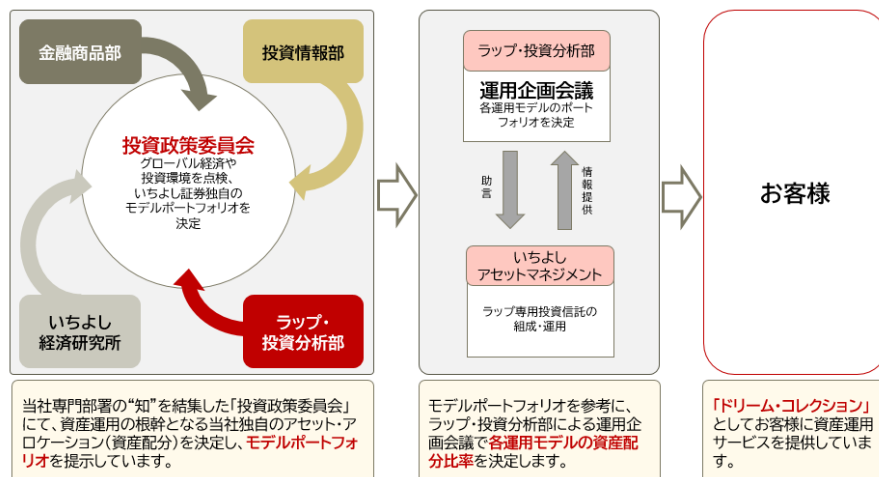 金融商品部
投資情報部
投資政策委員会
グローバル経済や
投資環境を点検、
いちよし証券独自の
モデルポートフォリオを
決定
いちよし
経済研究所
ラップ・
投資分析部
当社専門部署の“知”を結集した「投資政策委員会」
にて、資産運用の根幹となる当社独自のアセット・ア
ロケーション(資産配分)を決定し、モデルポートフォ
リオを提示しています。
ラップ・投資分析部
運用企画会議
各運用モデルのポート
フォリオを決定
助言
情報提供
いちよし
アセットマネジメント
ラップ専用投資信託の
組成・運用
モデルポートフォリオを参考に、
ラップ・投資分析部による運用企
画会議で各運用モデルの資産配
分比率を決定します。
お客様
「ドリーム・コレクション」
としてお客様に資産運用
サービスを提供していま
す。